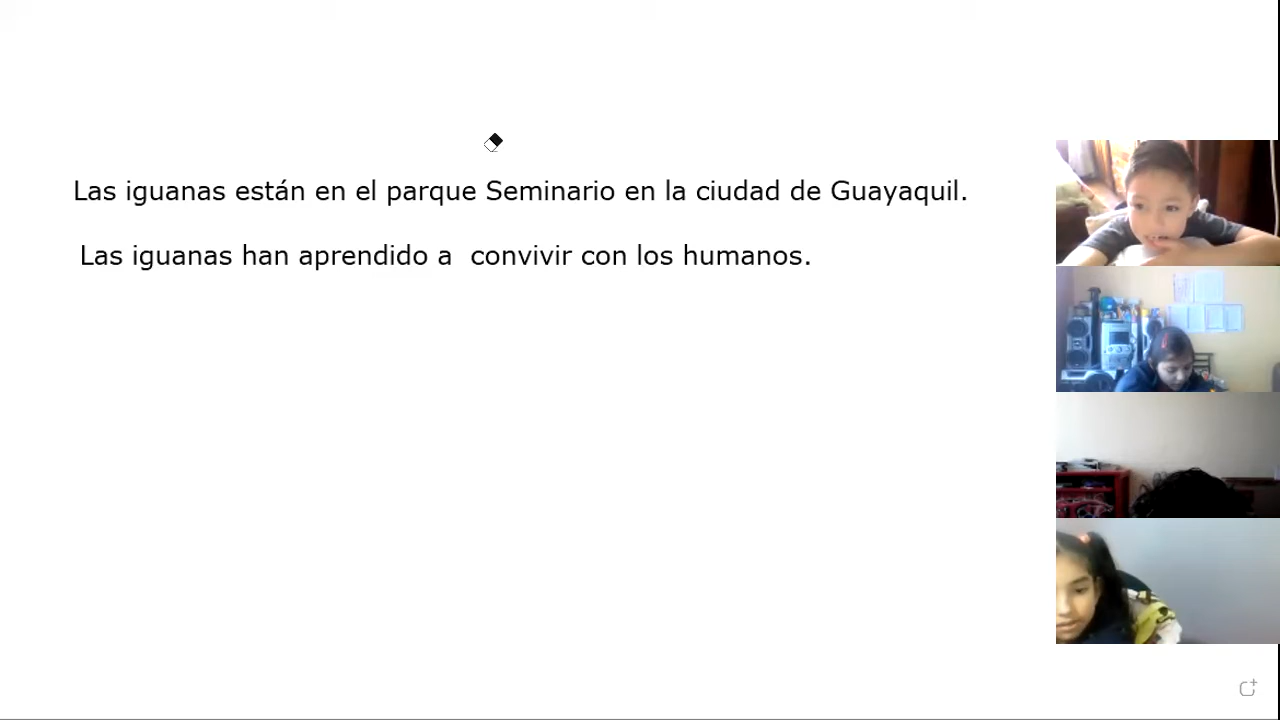 Las iguanas están en el parque Seminario en la ciudad de Guayaquil.
Las iguanas han aprendido a  convivir con los humanos.